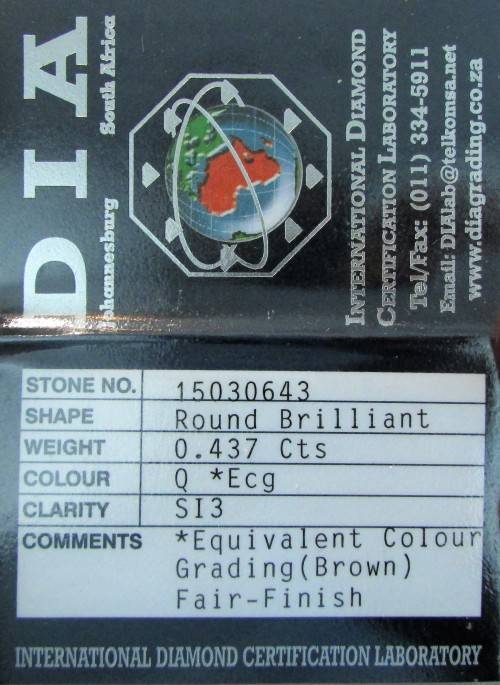 DIA
Johannesburg South Africa
INTERNATIONAL DIAMOND
CERTIFICATION LABORATORY
Tel/Fax: (011) 334-5911
Email: DIAlab@telkomsa.net
www.diagrading.co.za
STONE NO. 15030643
SHAPE Round Brilliant
WEIGHT 0.437 Cts
COLOUR Q *Ecg
CLARITY SI3
COMMENTS *Equivalent Colour
Grading(Brown)
Fair-Finish
INTERNATIONAL DIAMOND CERTIFICATION LABORATORY